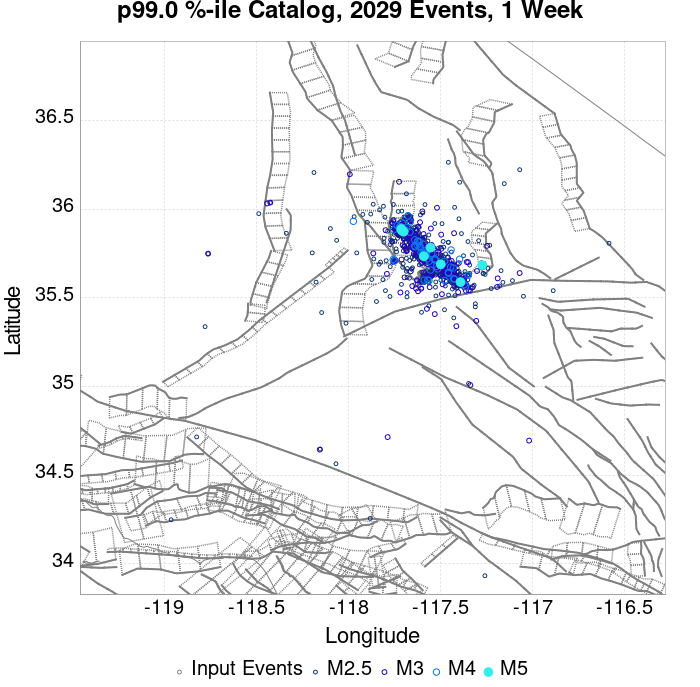 p99.0 %-ile Catalog, 2029 Events, 1 Week
36.5
36
35.5
35
34.5
34
Latitude
-119 -118.5 -118 -117.5 -117 -116.5
Longitude
Input Events M2.5 M3 M4 M5